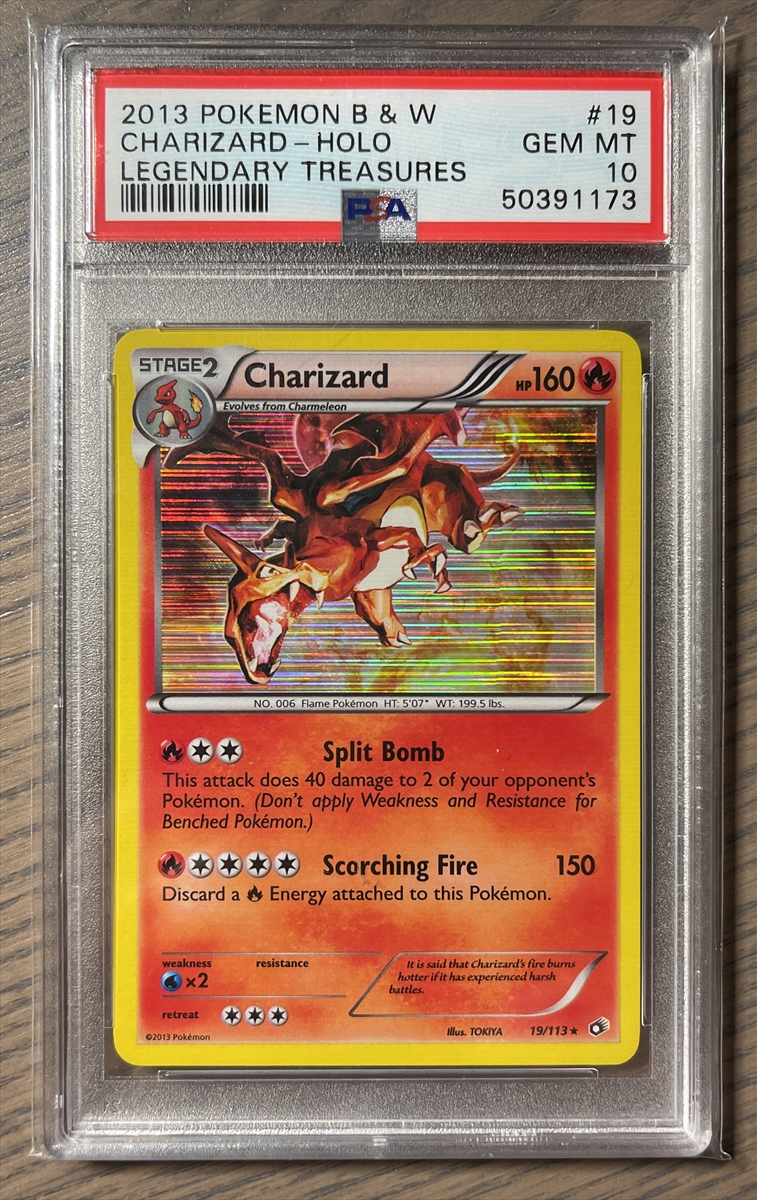 2013 POKEMON B & W #19
CHARIZARD - HOLO GEM MT
LEGENDARY TREASURES 10
50391173
PSA
STAGE2 Charizard HP160
Evolves from Charmeleon
NO. 006 Flame Pokémon HT: 5'07" WT: 199.5 lbs.
Split Bomb
This attack does 40 damage to 2 of your opponent's
Pokémon. (Don't apply Weakness and Resistance for
Benched Pokémon.)
Scorching Fire 150
Discard a Energy attached to this Pokémon.
weakness resistance
×2
It is said that Charizard's fire burns
hotter if it has experienced harsh
battles.
retreat
©2013 Pokémon Illus. TOKIYA 19/113 ★